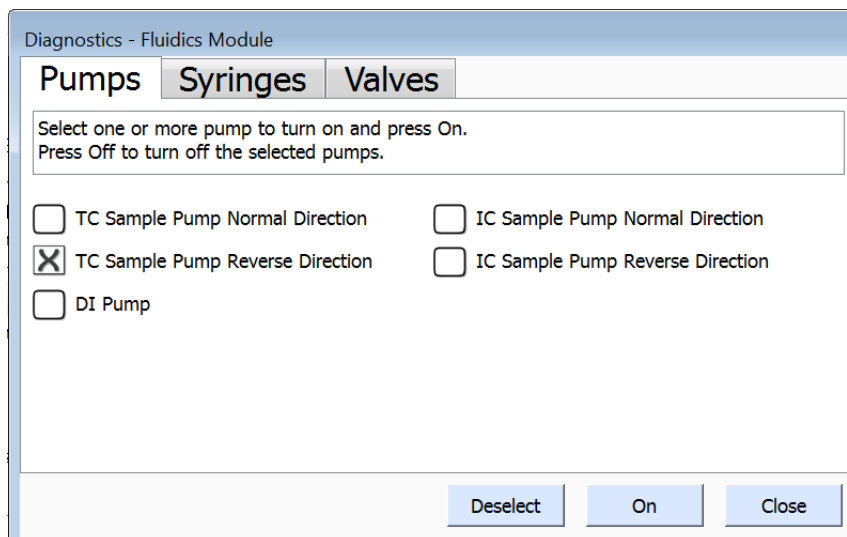 Diagnostics - Fluidics Module
Pumps Syringes Valves
Select one or more pump to turn on and press On.
Press Off to turn off the selected pumps.
TC Sample Pump Normal Direction IC Sample Pump Normal Direction
TC Sample Pump Reverse Direction IC Sample Pump Reverse Direction
DI Pump
Deselect On Close